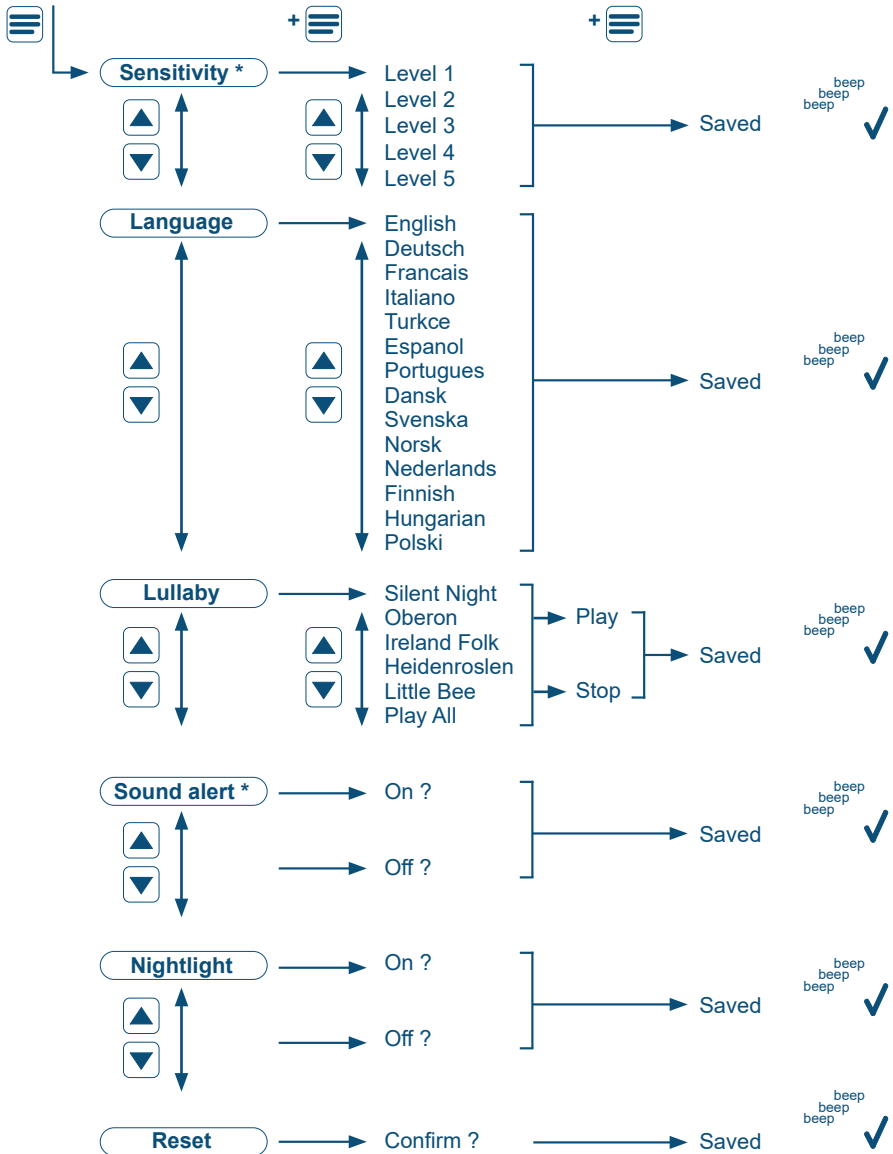 +
+
Sensitivity *
Level 1
Level 2
Level 3
Level 4
Level 5
Saved
beep
beep
beep
Language
English
Deutsch
Francais
Italiano
Turkce
Espanol
Portugues
Dansk
Svenska
Norsk
Nederlands
Finnish
Hungarian
Polski
Saved
beep
beep
beep
Lullaby
Silent Night
Oberon
Ireland Folk
Heidenroslen
Little Bee
Play All
Play
Stop
Saved
beep
beep
beep
Sound alert *
On ?
Off ?
Saved
beep
beep
beep
Nightlight
On ?
Off ?
Saved
beep
beep
beep
Reset
Confirm ?
Saved
beep
beep
beep